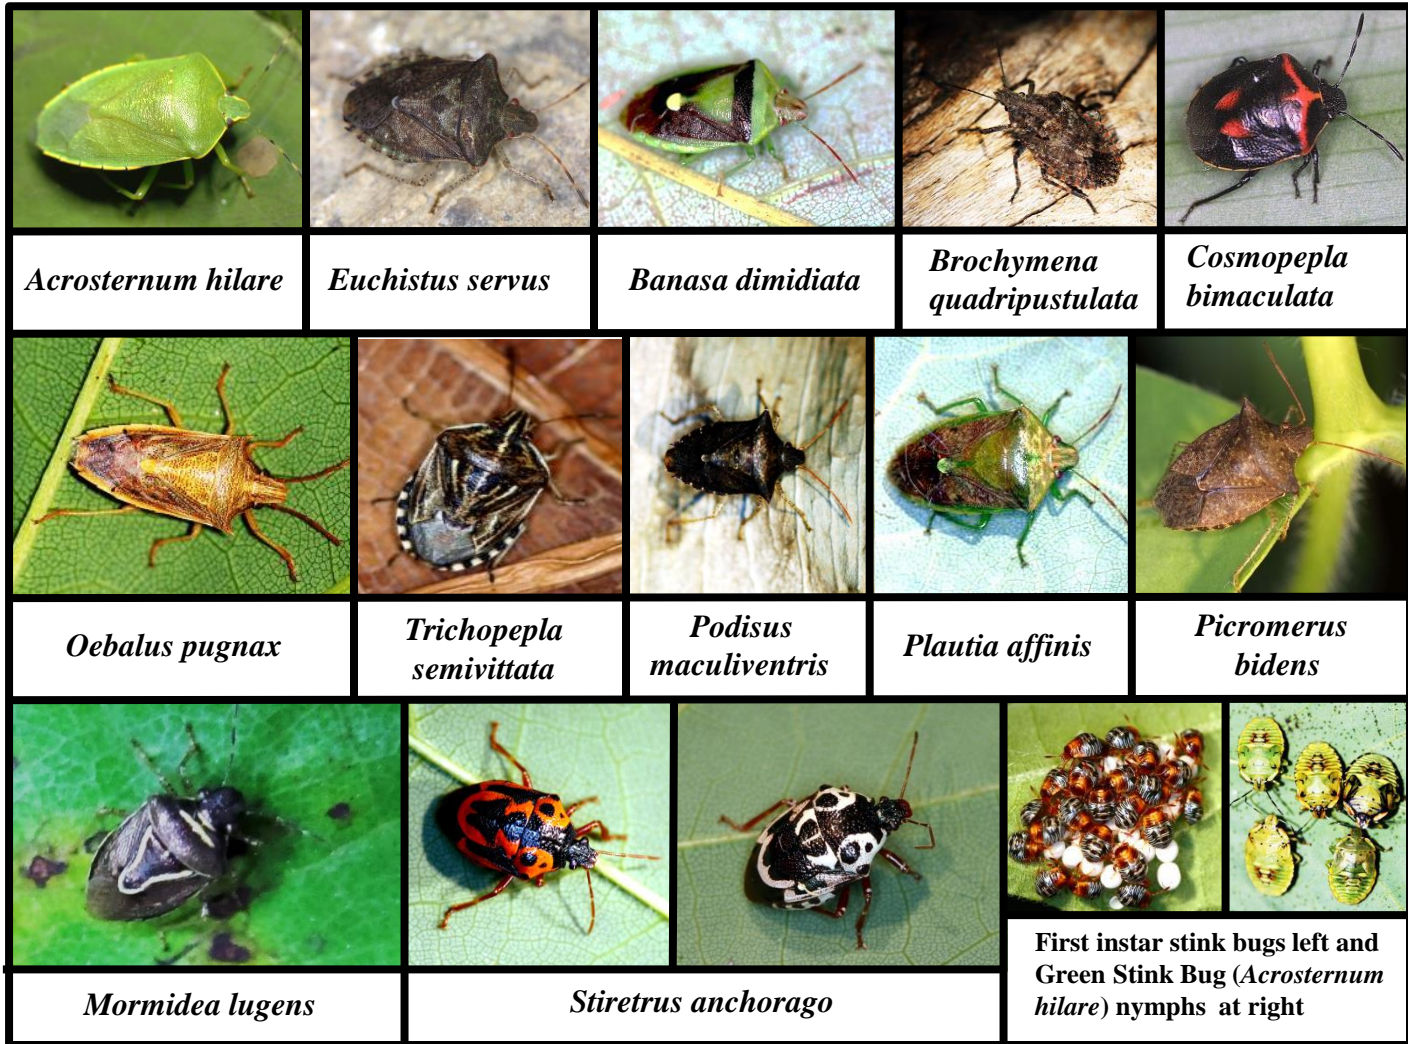 Acrosternum hilare
Euchistus servus
Banasa dimidiata
Brochymena
quadripustulata
Cosmopepla
bimaculata
Oebalus pugnax
Trichopepla
semivittata
Podisus
maculiventris
Plautia affinis
Picromerus
bidens
Mormidea lugens
Stiretrus anchorago
First instar stink bugs left and
Green Stink Bug (Acrosternum
hilare) nymphs at right